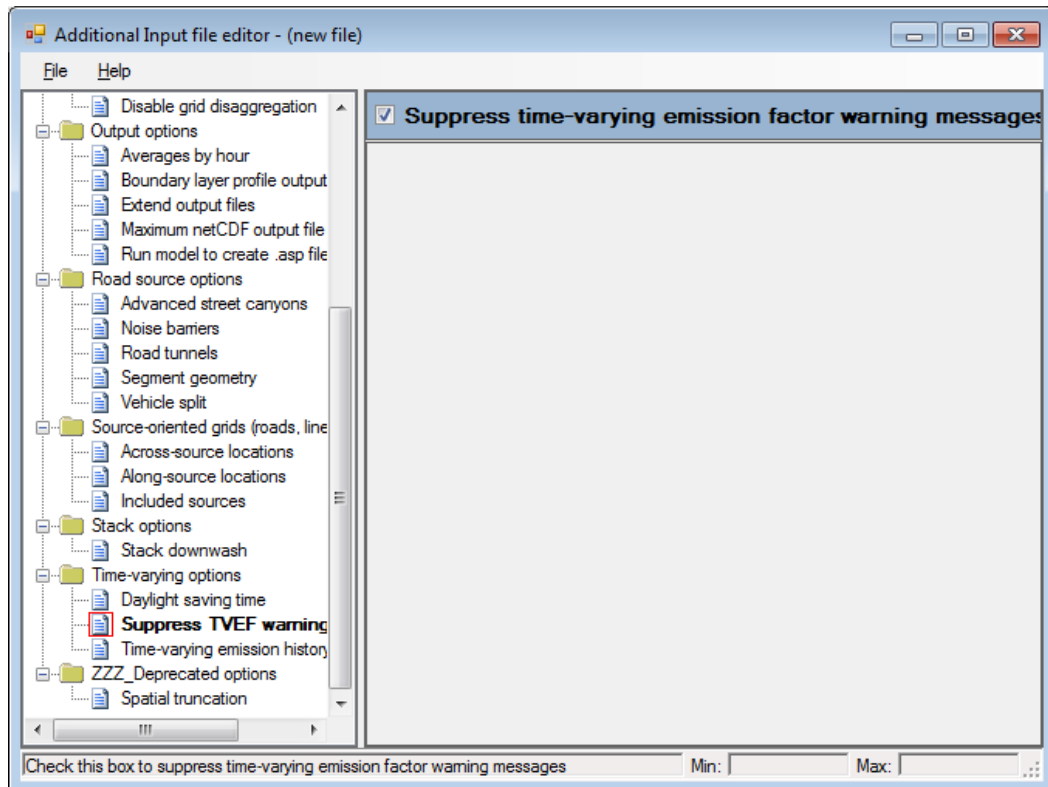 Additional Input file editor - (new file)
File Help
Disable grid disaggregation
Output options
Averages by hour
Boundary layer profile output
Extend output files
Maximum netCDF output file
Run model to create .asp file
Road source options
Advanced street canyons
Noise barriers
Road tunnels
Segment geometry
Vehicle split
Source-oriented grids (roads, line
Across-source locations
Along-source locations
Included sources
Stack options
Stack downwash
Time-varying options
Daylight saving time
Suppress TVEF warning
Time-varying emission history
ZZZ_Deprecated options
Spatial truncation
Suppress time-varying emission factor warning messages
Check this box to suppress time-varying emission factor warning messages Min: Max: